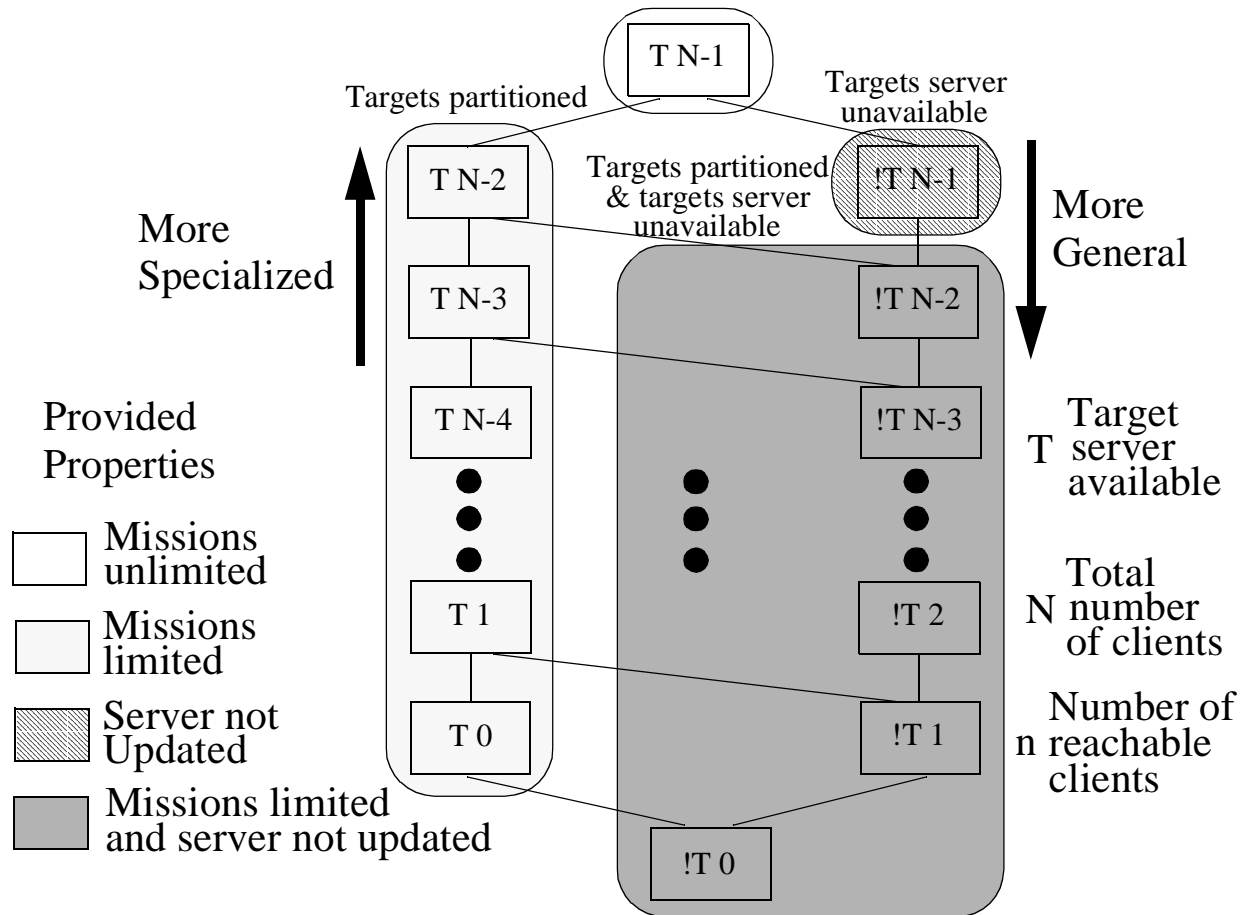 T N-1
Targets partitioned
Targets server
unavailable
T N-2
Targets partitioned
& targets server
unavailable
!T N-1
More
Specialized
More
General
T N-3
!T N-2
T N-4
!T N-3
Provided
Properties
T
Target
server
available
Missions
unlimited
T 1
!T 2
N
Total
number
of clients
Missions
limited
T 0
!T 1
n
Number of
reachable
clients
Server not
Updated
Missions limited
and server not updated
!T 0